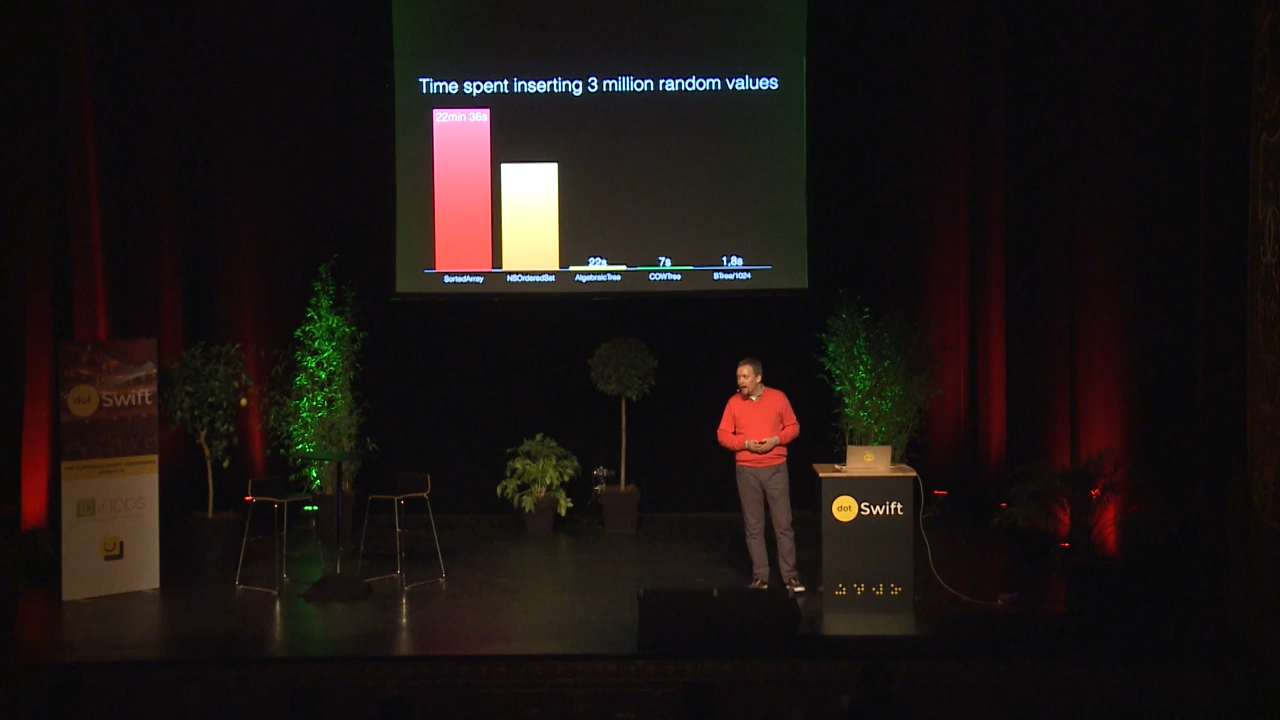 Time spent inserting 3 million random values
22min 36s
22s
7s
1,8s
SortedArray
NSOrderedSet
AlgebraicTree
COWTree
BTree/1024
dot Swift
dot Swift